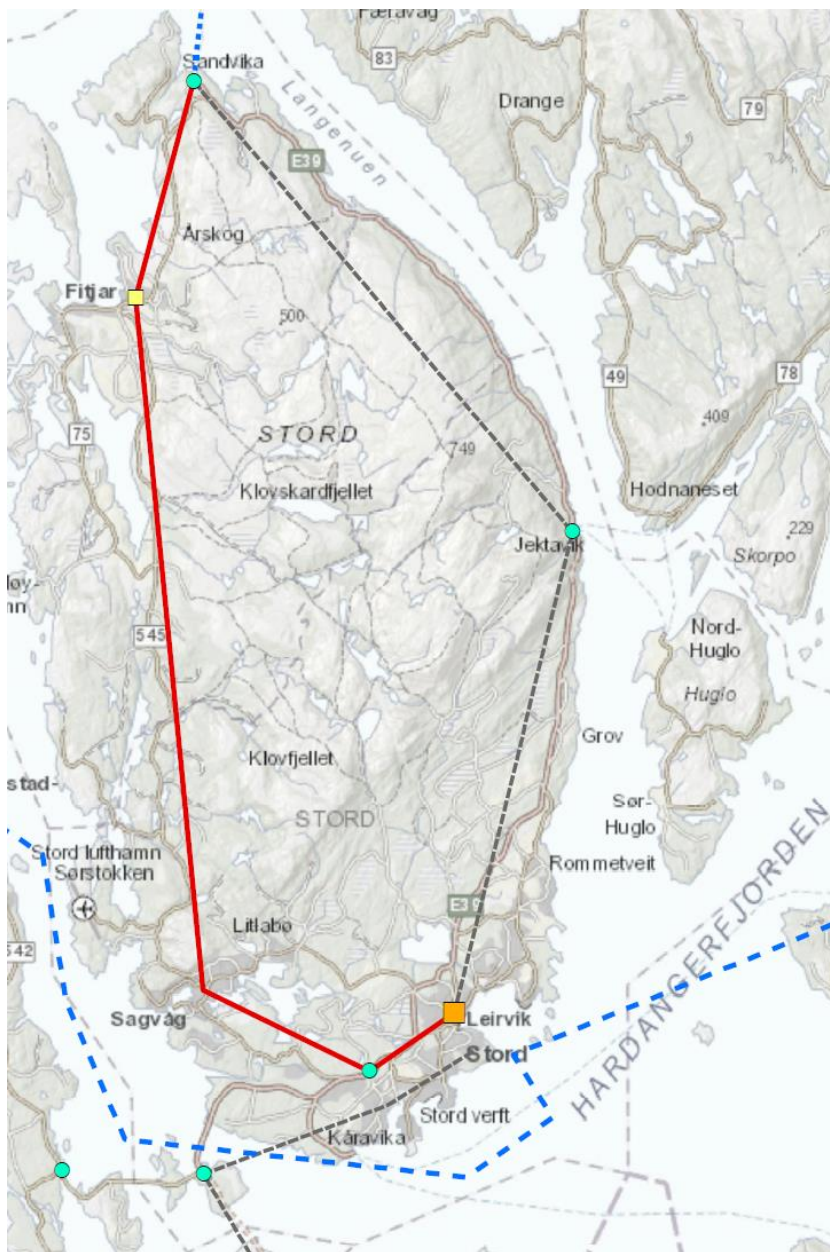 Færavåg
Sandvika
83
Langenuen
Drange
79
E39
Årskog
Fitjar
500
49
78
75
STORD
409
749
Klovskardfjellet
Hodnaneset
229
Jektavik
Skorpo
545
Nord-
Huglo
Huglo
Grov
Klovfjellet
stad-
STORD
Sør-
Huglo
Stord lufthamn
Sørstokken
Rommetveit
HARDANGERFJORDEN
E39
Litlabø
542
Sagvåg
Leirvik
Stord
Stord verft
Kåravika